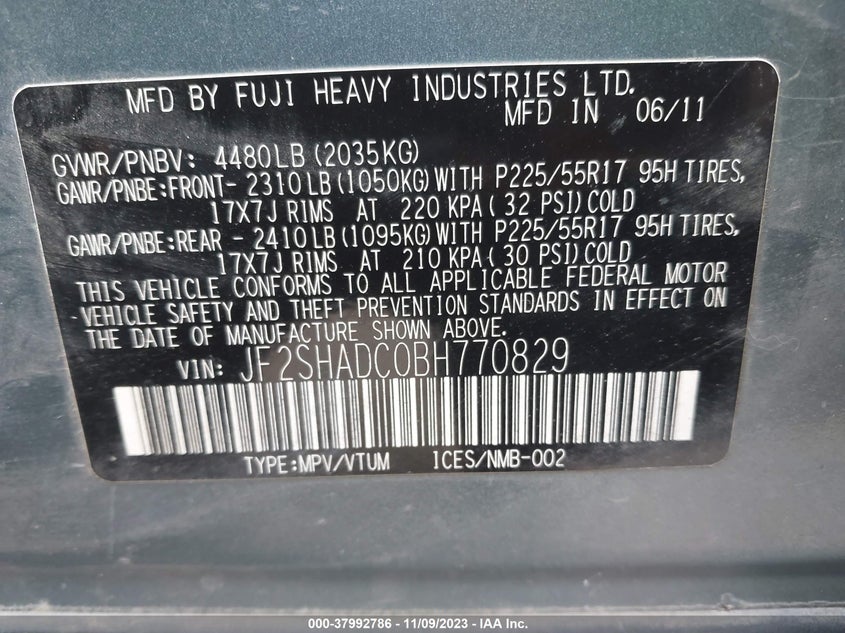 MFD BY FUJI HEAVY INDUSTRIES LTD.
MFD IN 06/11
GVWR/PNBV: 4480LB(2035KG)
GAWR/PNBE:FRONT- 2310LB(1050KG)WITH P225/55R17 95H TIRES,
17X7J RIMS AT 220 KPA( 32 PSI)COLD
GAWR/PNBE:REAR - 2410LB(1095KG)WITH P225/55R17 95H TIRES,
17X7J RIMS AT 210 KPA( 30 PSI)COLD
THIS VEHICLE CONFORMS TO ALL APPLICABLE FEDERAL MOTOR
VEHICLE SAFETY AND THEFT PREVENTION STANDARDS IN EFFECT ON
THE DATE OF MANUFACTURE SHOWN ABOVE.
VIN: JF2SHADC0BH770829
TYPE:MPV/VTUM ICES/NMB-002
000-37992786 - 11/09/2023 - IAA Inc.